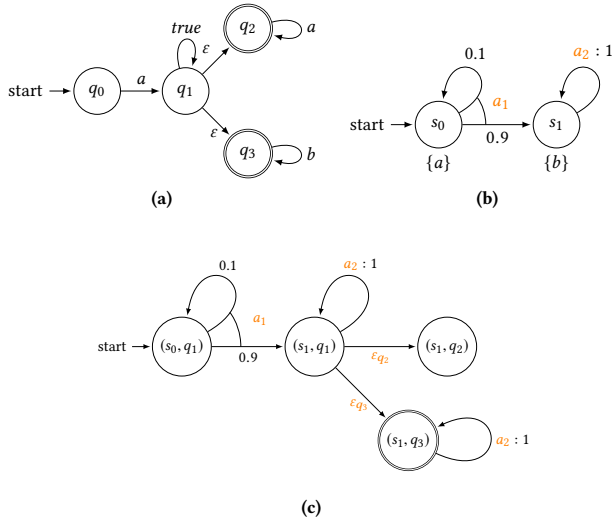 true
ε
q2
a
start
q0
a
q1
ε
q3
b
(a)
0.1
a1
a2 : 1
start
s0
0.9
s1
{a}
{b}
(b)
0.1
a1
a2 : 1
start
(s0, q1)
0.9
(s1, q1)
εq2
(s1, q2)
εq3
(s1, q3)
a2 : 1
(c)